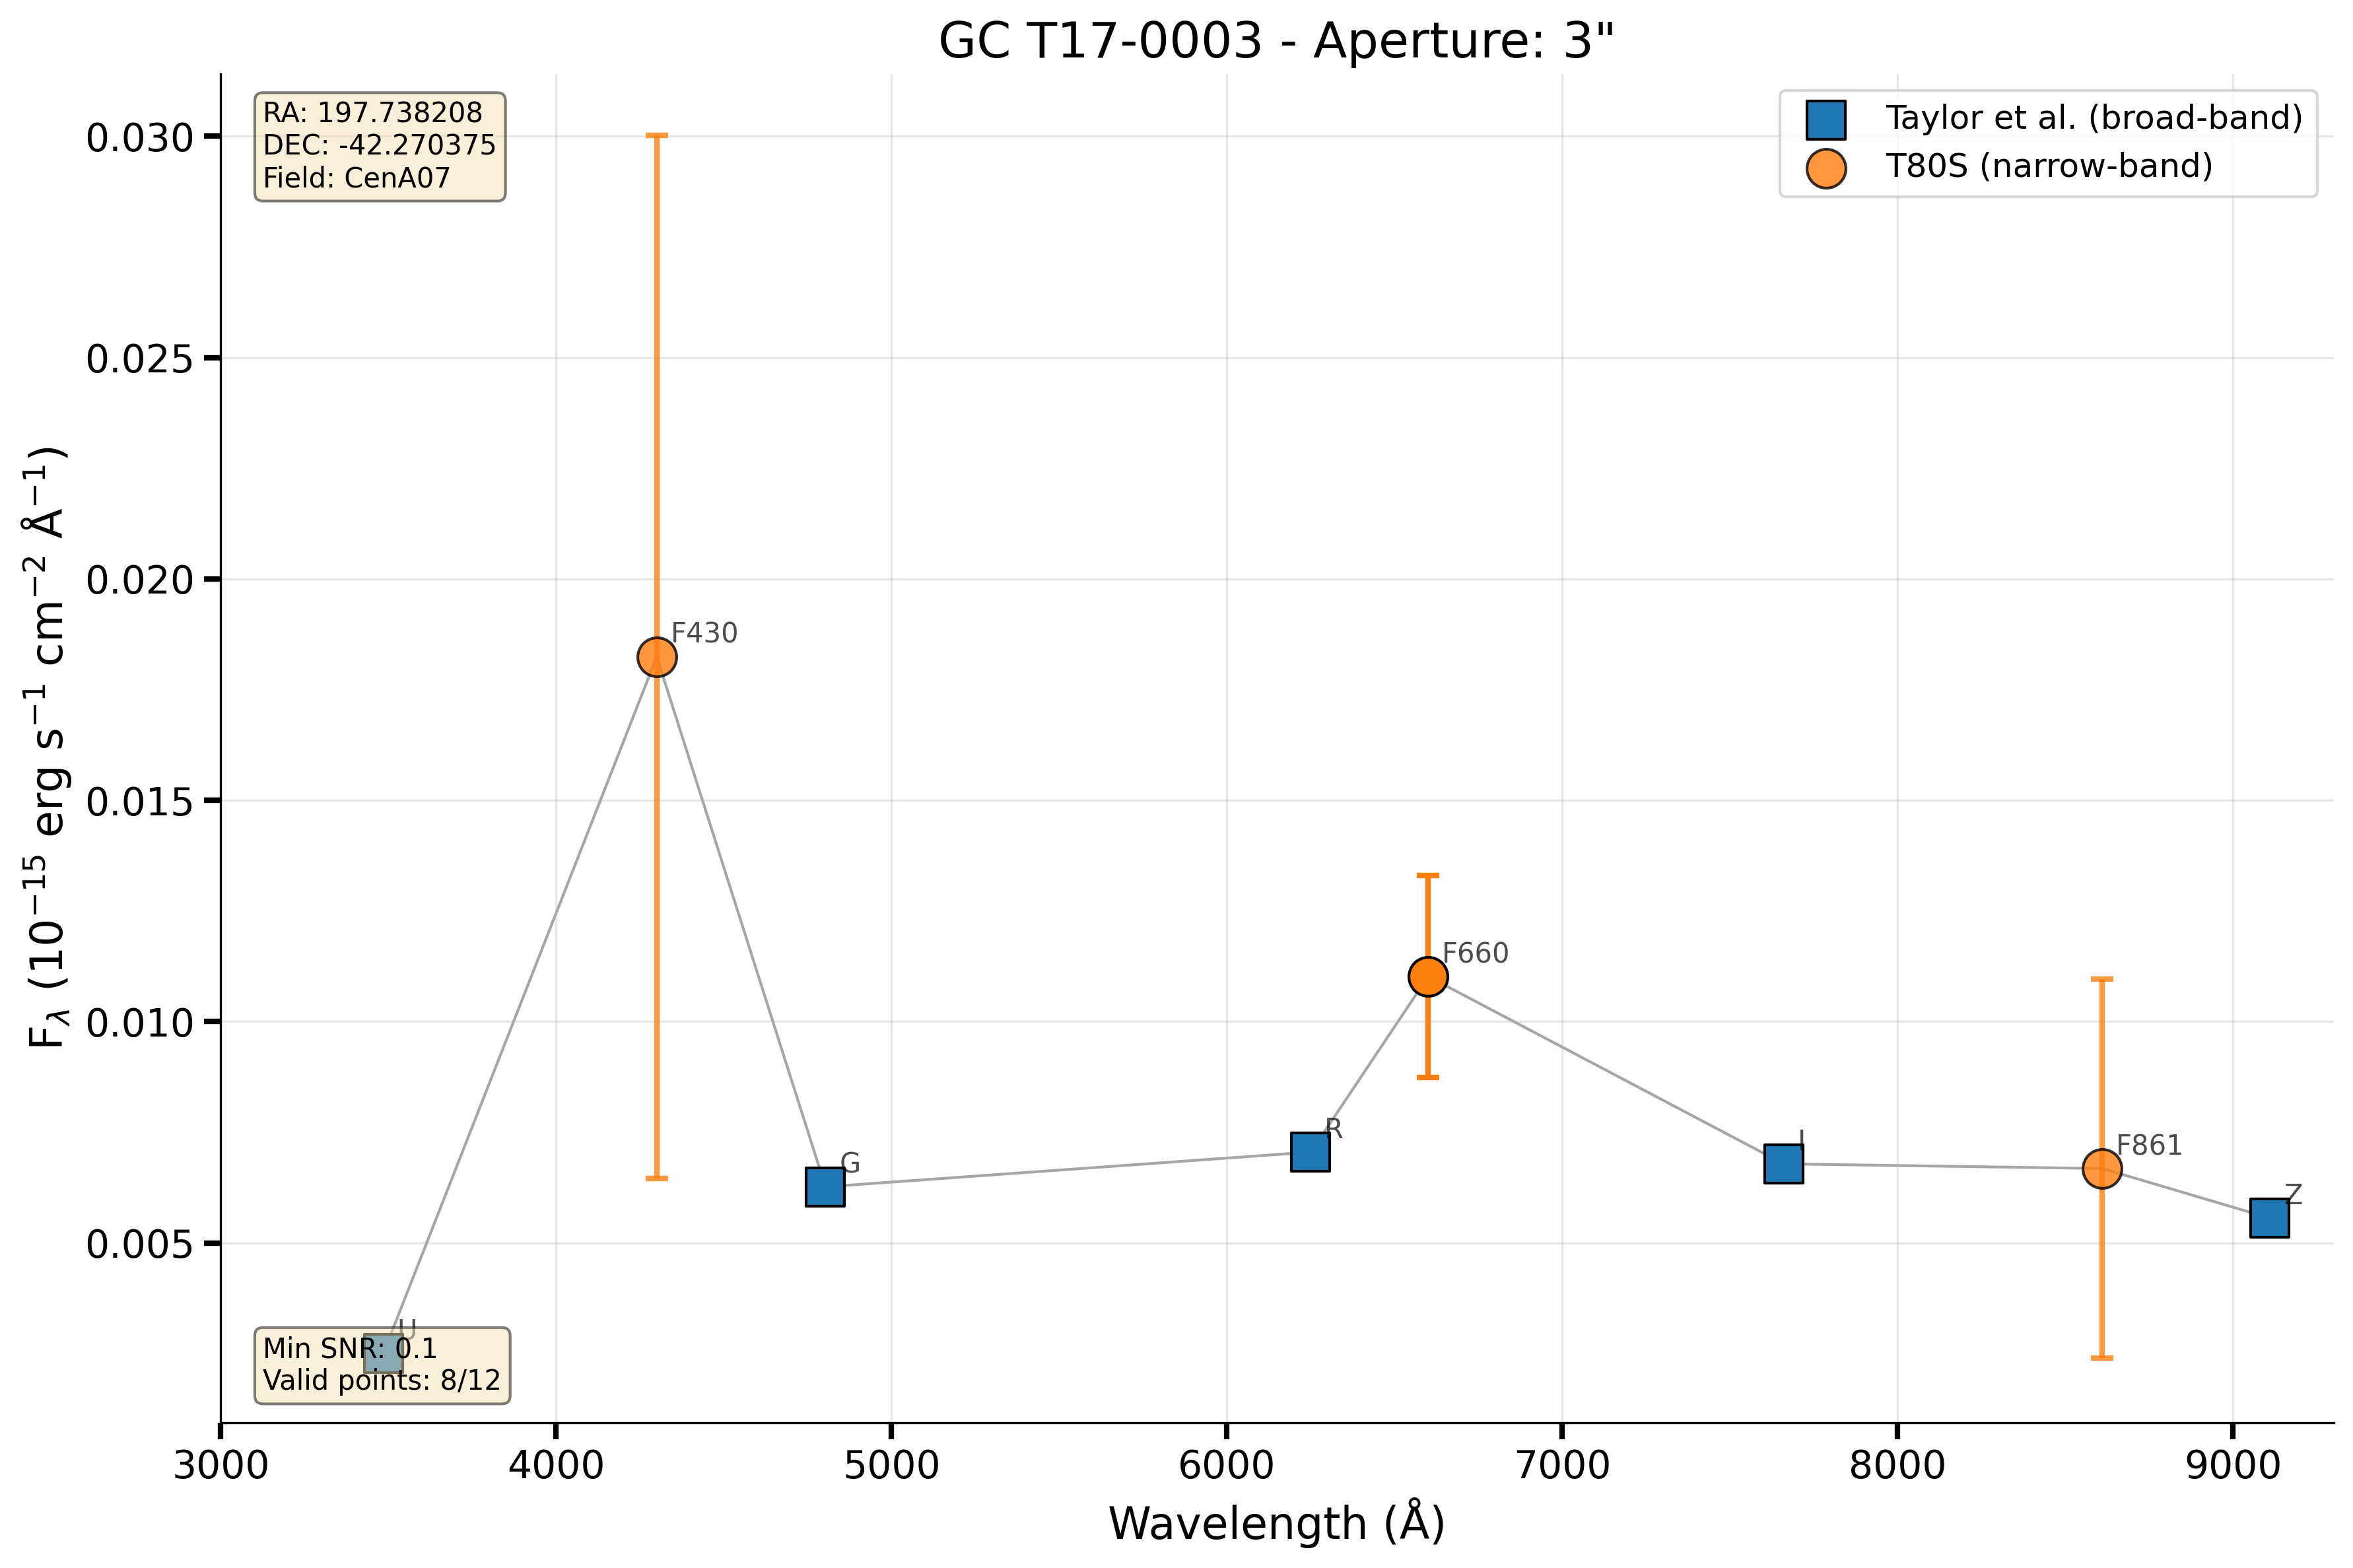 GC T17-0003 - Aperture: 3"
RA: 197.738208
DEC: -42.270375
Field: CenA07
Taylor et al. (broad-band)
T80S (narrow-band)
0.030
0.025
0.020
0.015
0.010
0.005
F_λ (10⁻¹⁵ erg s⁻¹ cm⁻² Å⁻¹)
F430
F660
R
I
G
F861
Z
U
Min SNR: 0.1
Valid points: 8/12
3000 4000 5000 6000 7000 8000 9000
Wavelength (Å)